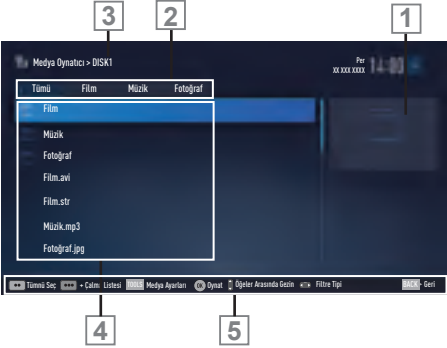 3 2 1
Medya Oynatıcı > DISK1
Per
XX XXX XXXX 14:03
Tümü Film Müzik Fotoğraf
Film
Müzik
Fotoğraf
Film.avi
Film.str
Müzik.mp3
Fotoğraf.jpg
Tümnü Seç + Çalma Listesi TOOLS Medya Ayarları OK Oynat Öğeler Arasında Gezin Filtre Tipi BACK - Geri
4 5